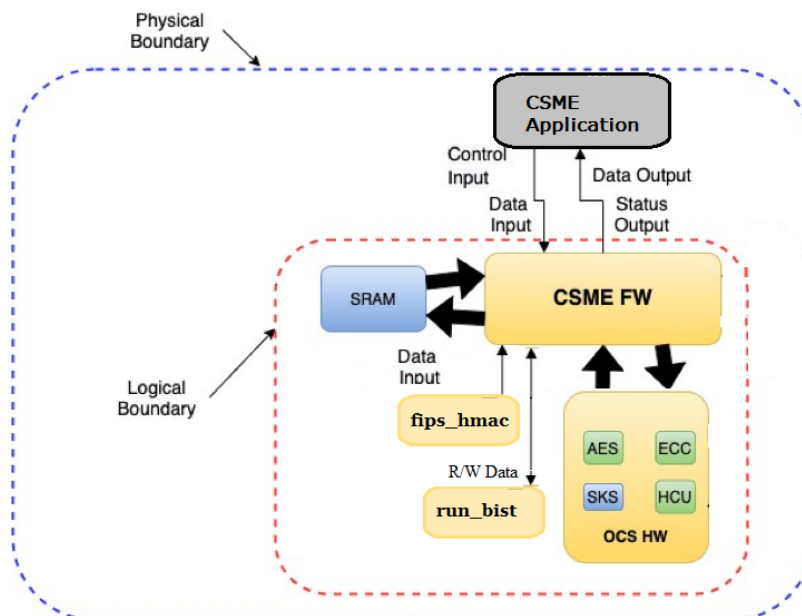 Physical
Boundary
CSME
Application
Control
Input
Data Output
Data
Input
Status
Output
SRAM
CSME FW
Data
Input
Logical
Boundary
fips_hmac
AES
ECC
R/W Data
SKS
HCU
run_bist
OCS HW